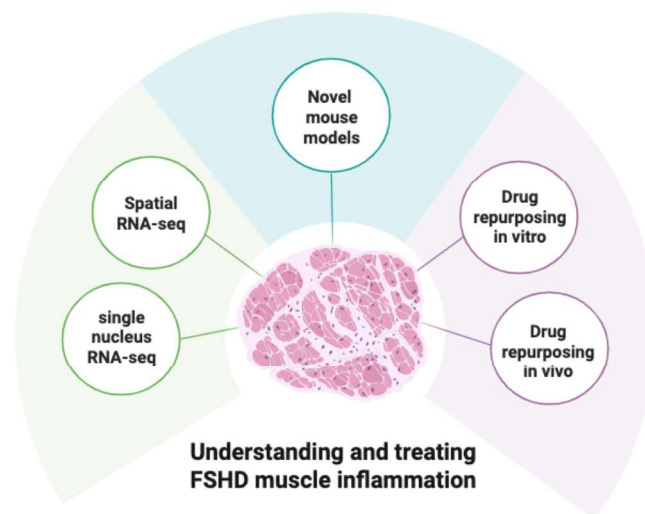 Novel
mouse
models
Spatial
RNA-seq
Drug
repurposing
in vitro
single
nucleus
RNA-seq
Drug
repurposing
in vivo
Understanding and treating
FSHD muscle inflammation